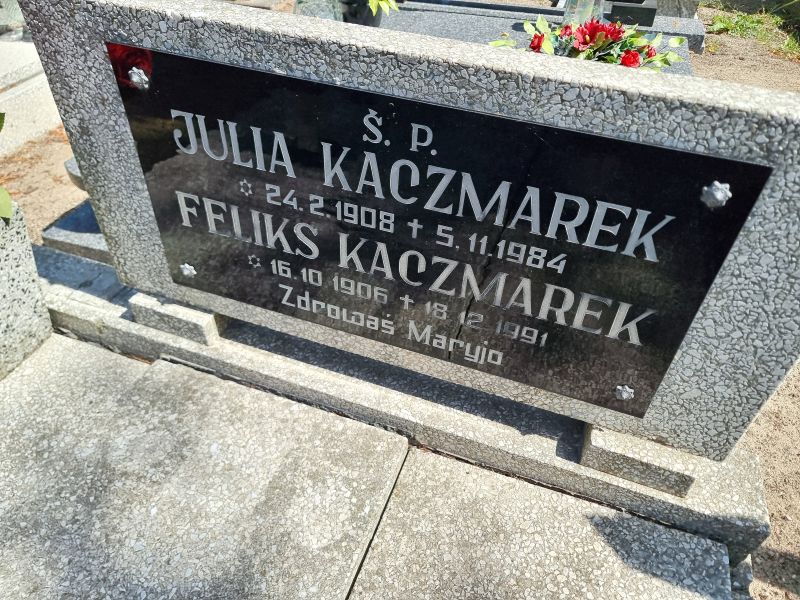 Ś. P.
JULIA KACZMAREK
✡ 24. 2. 1908 ✝ 5. 11. 1984
FELIKS KACZMAREK
✡ 16. 10 1906 ✝ 18. 12 1991
Zdrowaś Maryjo